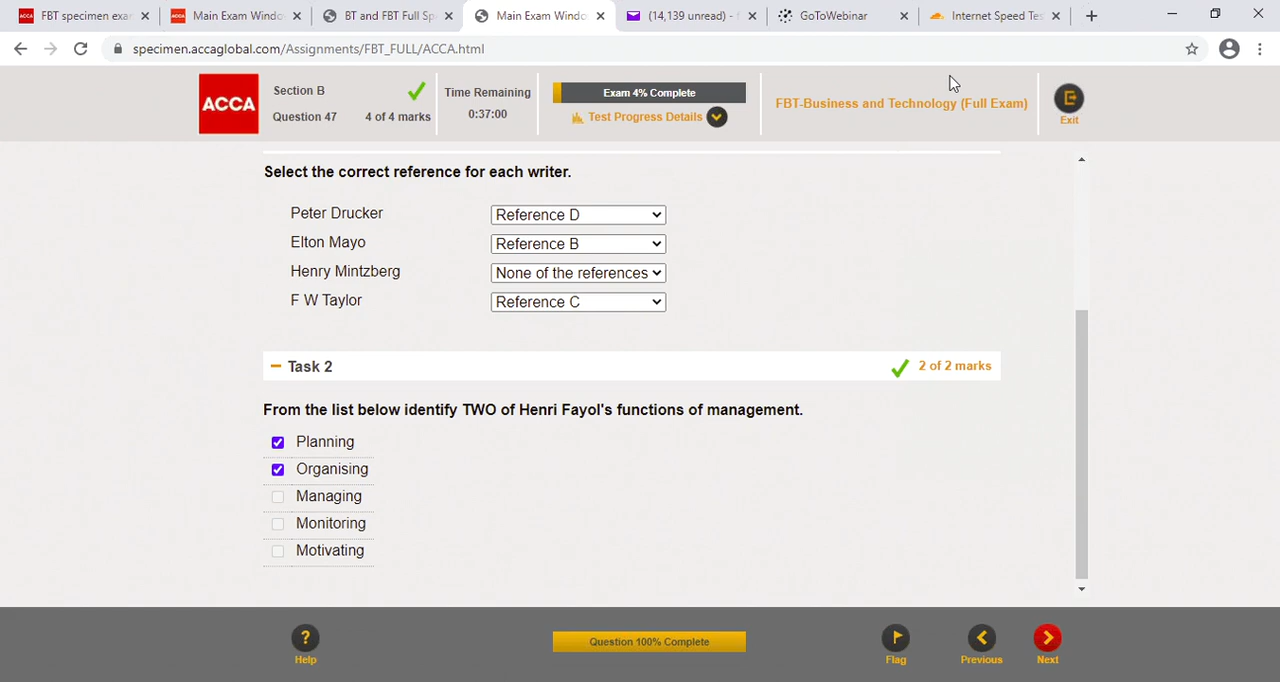 ACCA FBT specimen exa
ACCA Main Exam Windo
BT and FBT Full Sp
Main Exam Windo
(14,139 unread) - f
GoToWebinar
Internet Speed Tes
specimen.accaglobal.com/Assignments/FBT_FULL/ACCA.html
ACCA
Section B
Question 47
4 of 4 marks
Time Remaining
0:37:00
Exam 4% Complete
Test Progress Details
FBT-Business and Technology (Full Exam)
Exit
Select the correct reference for each writer.
Peter Drucker Reference D
Elton Mayo Reference B
Henry Mintzberg None of the references
F W Taylor Reference C
Task 2
2 of 2 marks
From the list below identify TWO of Henri Fayol's functions of management.
Planning
Organising
Managing
Monitoring
Motivating
? Help
Question 100% Complete
Flag
Previous
Next